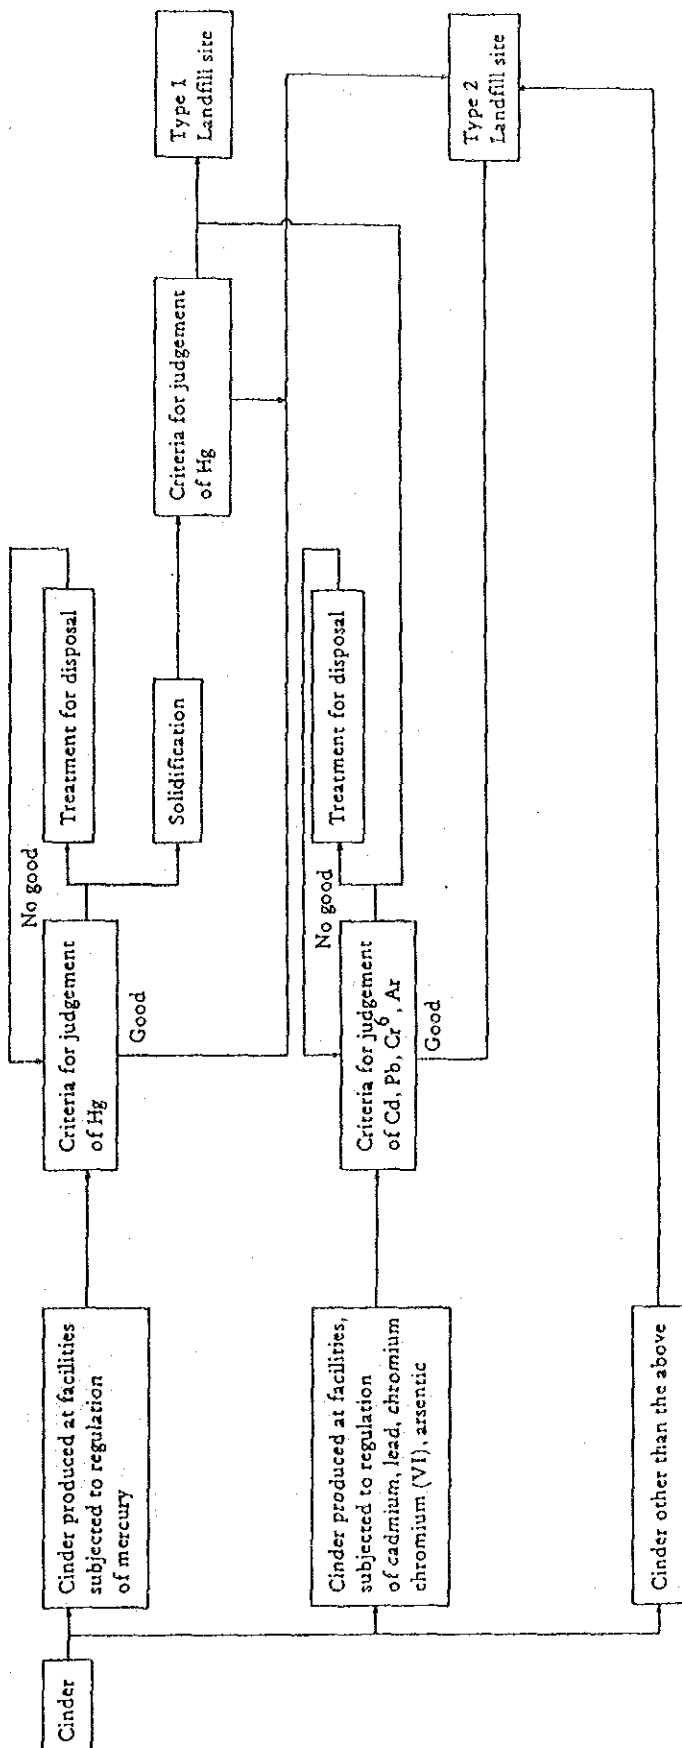 Cinder
Cinder produced at facilities
subjected to regulation
of mercury
Criteria for judgement
of Hg
No good
Good
Treatment for disposal
Solidification
Criteria for judgement
of Hg
Type 1
Landfill site
Cinder produced at facilities,
subjected to regulation
of cadmium, lead, chromium
chromium (VI), arsentic
Criteria for judgement
of Cd, Pb, Cr⁶, Ar
No good
Good
Treatment for disposal
Type 2
Landfill site
Cinder other than the above